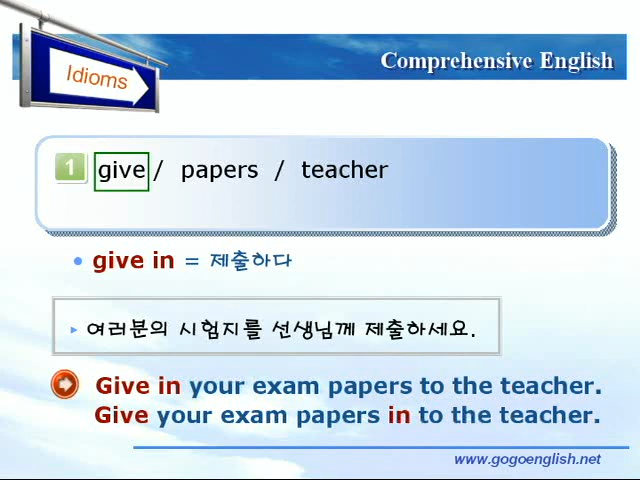 Idioms
Comprehensive English
1 give / papers / teacher
• give in = 제출하다
▸ 여러분의 시험지를 선생님께 제출하세요.
Give in your exam papers to the teacher.
Give your exam papers in to the teacher.
www.gogoenglish.net